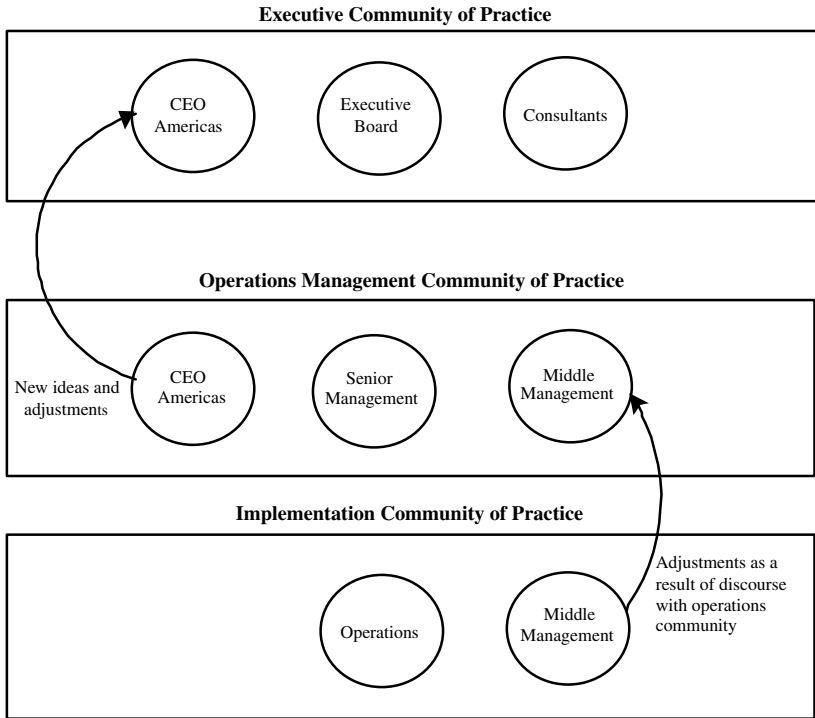 Executive Community of Practice
CEO
Americas
Executive
Board
Consultants
Operations Management Community of Practice
New ideas and
adjustments
CEO
Americas
Senior
Management
Middle
Management
Implementation Community of Practice
Operations
Middle
Management
Adjustments as a
result of discourse
with operations
community